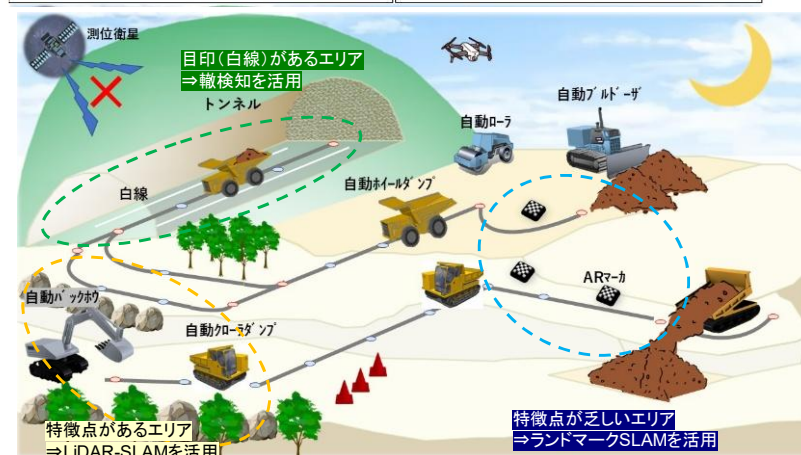 測位衛星
目印(白線)があるエリア
⇒轍検知を活用
トンネル
自動ブルドーザ
自動ローラ
白線
自動ホイールダンプ
ARマーカ
自動バックホウ
自動クローラダンプ
特徴点があるエリア
⇒LiDAR-SLAMを活用
特徴点が乏しいエリア
⇒ランドマークSLAMを活用